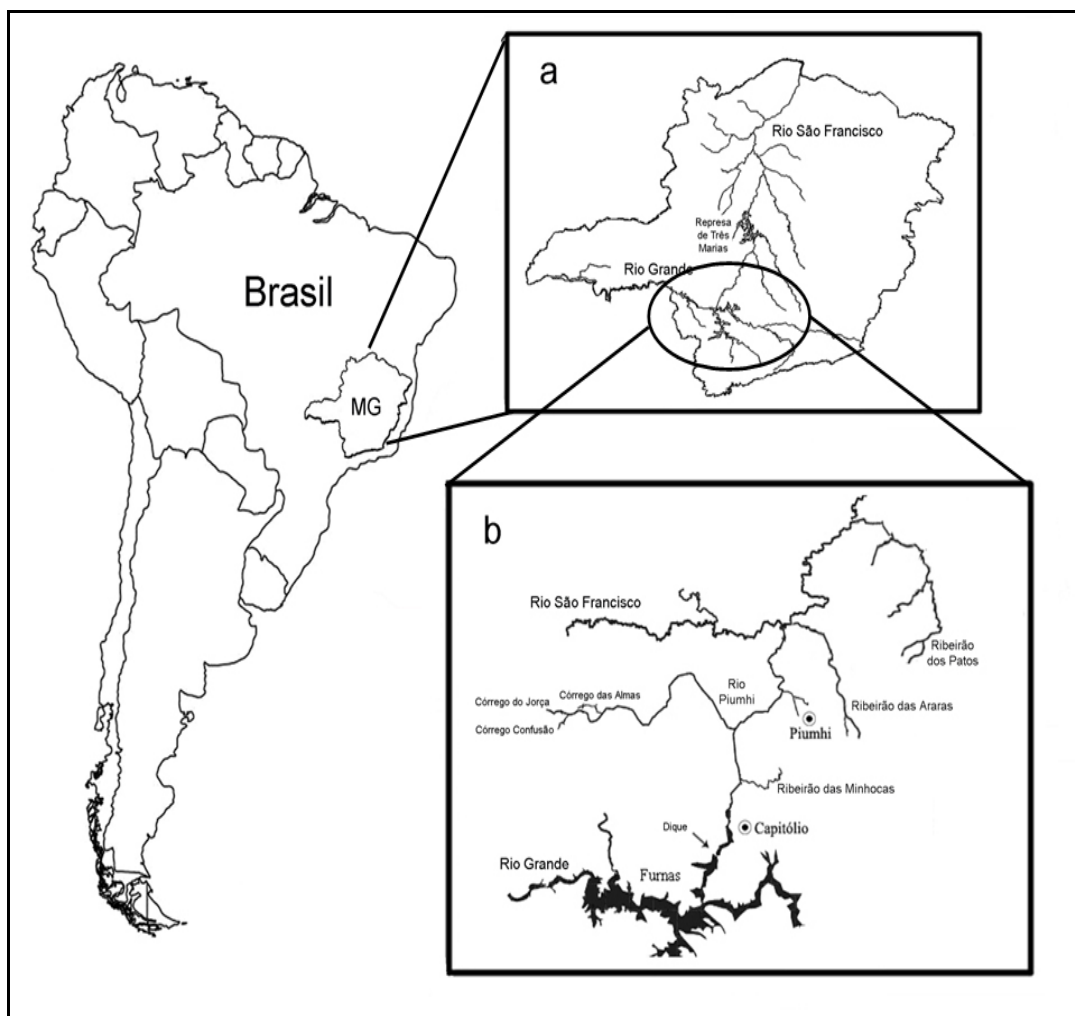 Brasil
MG
a
Rio São Francisco
Represa
de Três
Marias
Rio Grande
b
Rio São Francisco
Ribeirão
dos Patos
Rio
Piumhi
Córrego das Almas
Córrego do Jorça
Córrego Confusão
Ribeirão das Araras
Piumhi
Ribeirão das Minhocas
Dique
Capitólio
Rio Grande
Furnas